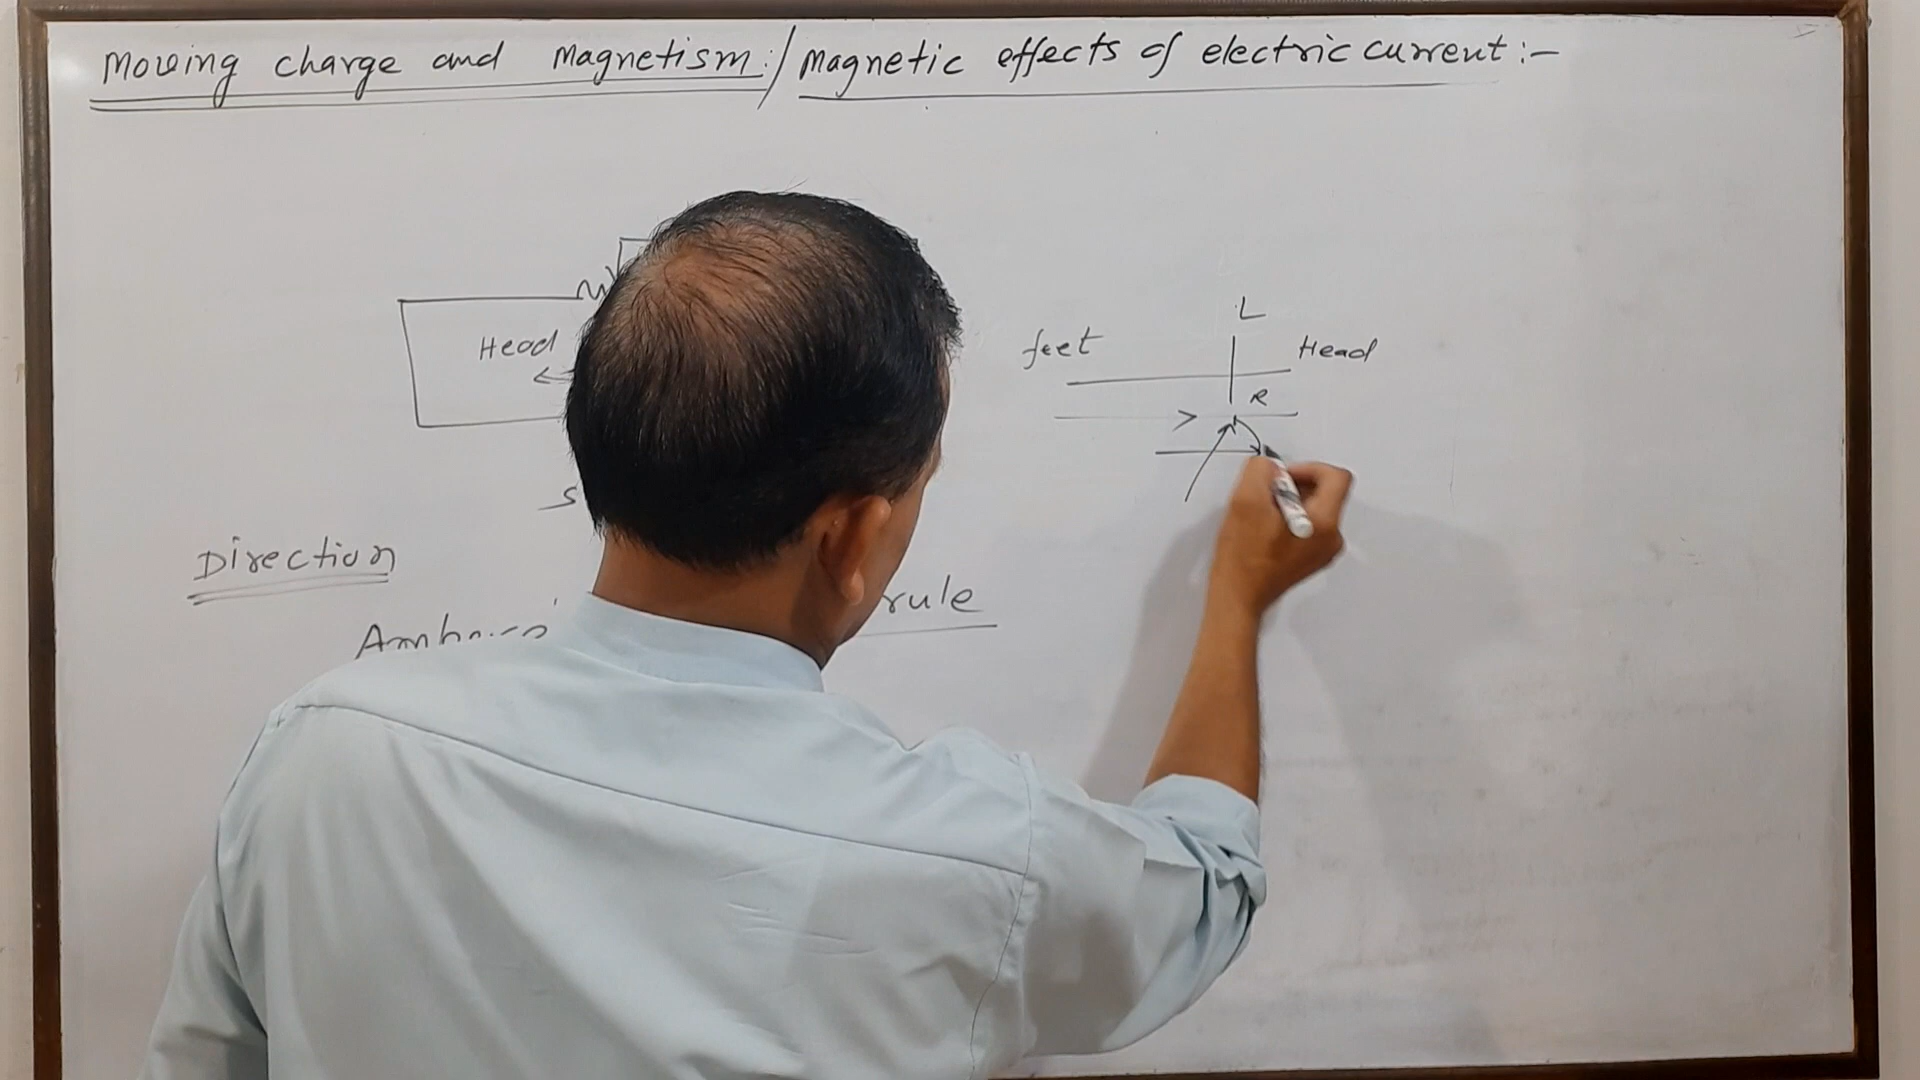 Moving charge and Magnetism:/Magnetic effects of electric current:-
L
feet Head
Head
R
S
Direction
rule